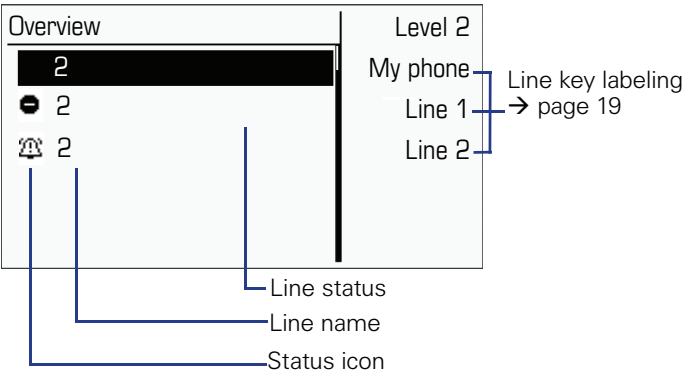 Overview
2
2
2
Level 2
My phone
Line 1
Line 2
Line key labeling
→ page 19
Line status
Line name
Status icon